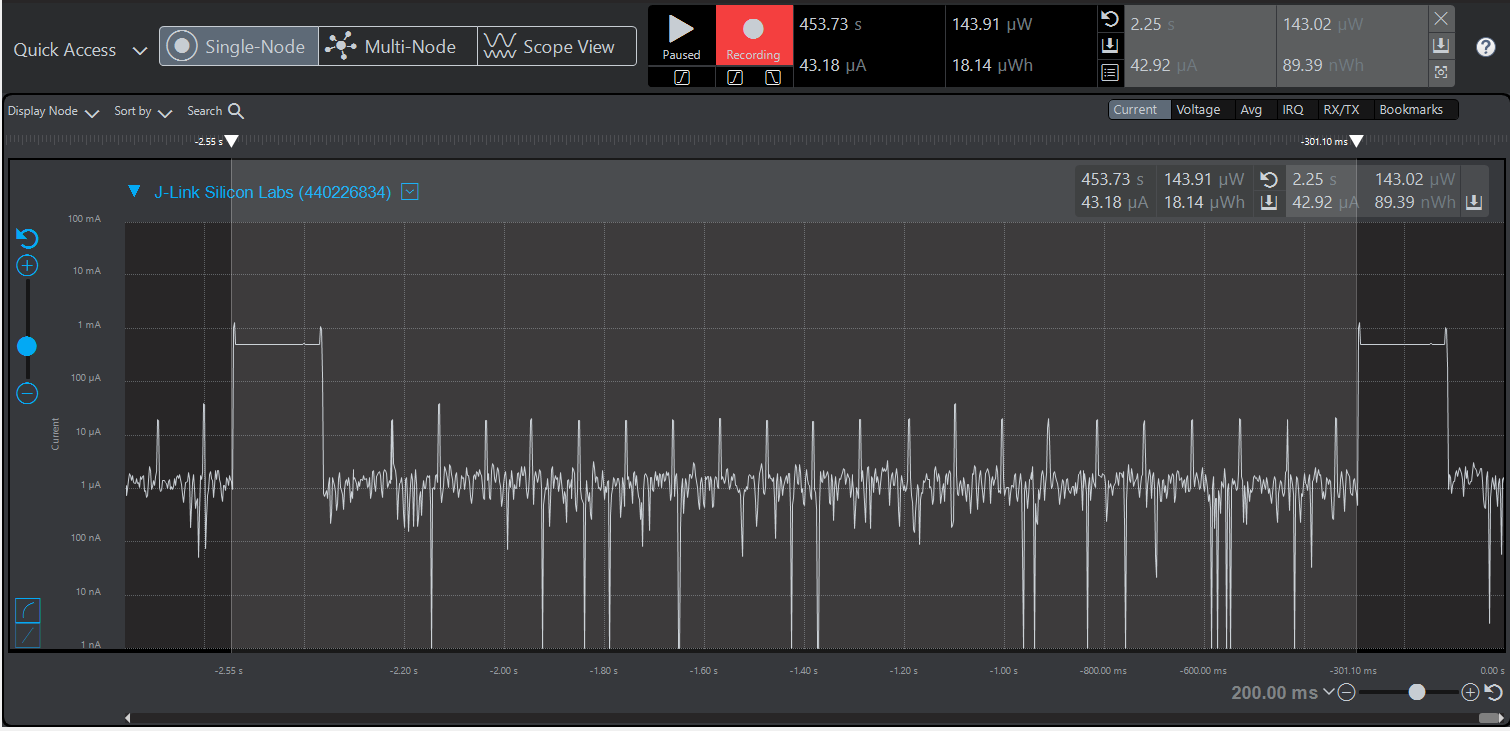 Quick Access
Single-Node
Multi-Node
Scope View
Paused
Recording
453.73 s
143.91 µW
43.18 µA
18.14 µWh
2.25 s
143.02 µW
42.92 µA
89.39 nWh
?
Display Node
Sort by
Search
Current
Voltage
Avg
IRQ
RX/TX
Bookmarks
-2.55 s
-301.10 ms
J-Link Silicon Labs (440226834)
453.73 s
143.91 µW
2.25 s
143.02 µW
43.18 µA
18.14 µWh
42.92 µA
89.39 nWh
100 mA
10 mA
1 mA
100 µA
10 µA
1 µA
100 nA
10 nA
1 nA
Current
-2.55 s
-2.20 s
-2.00 s
-1.80 s
-1.60 s
-1.40 s
-1.20 s
-1.00 s
-800.00 ms
-600.00 ms
-301.10 ms
0.00 s
200.00 ms